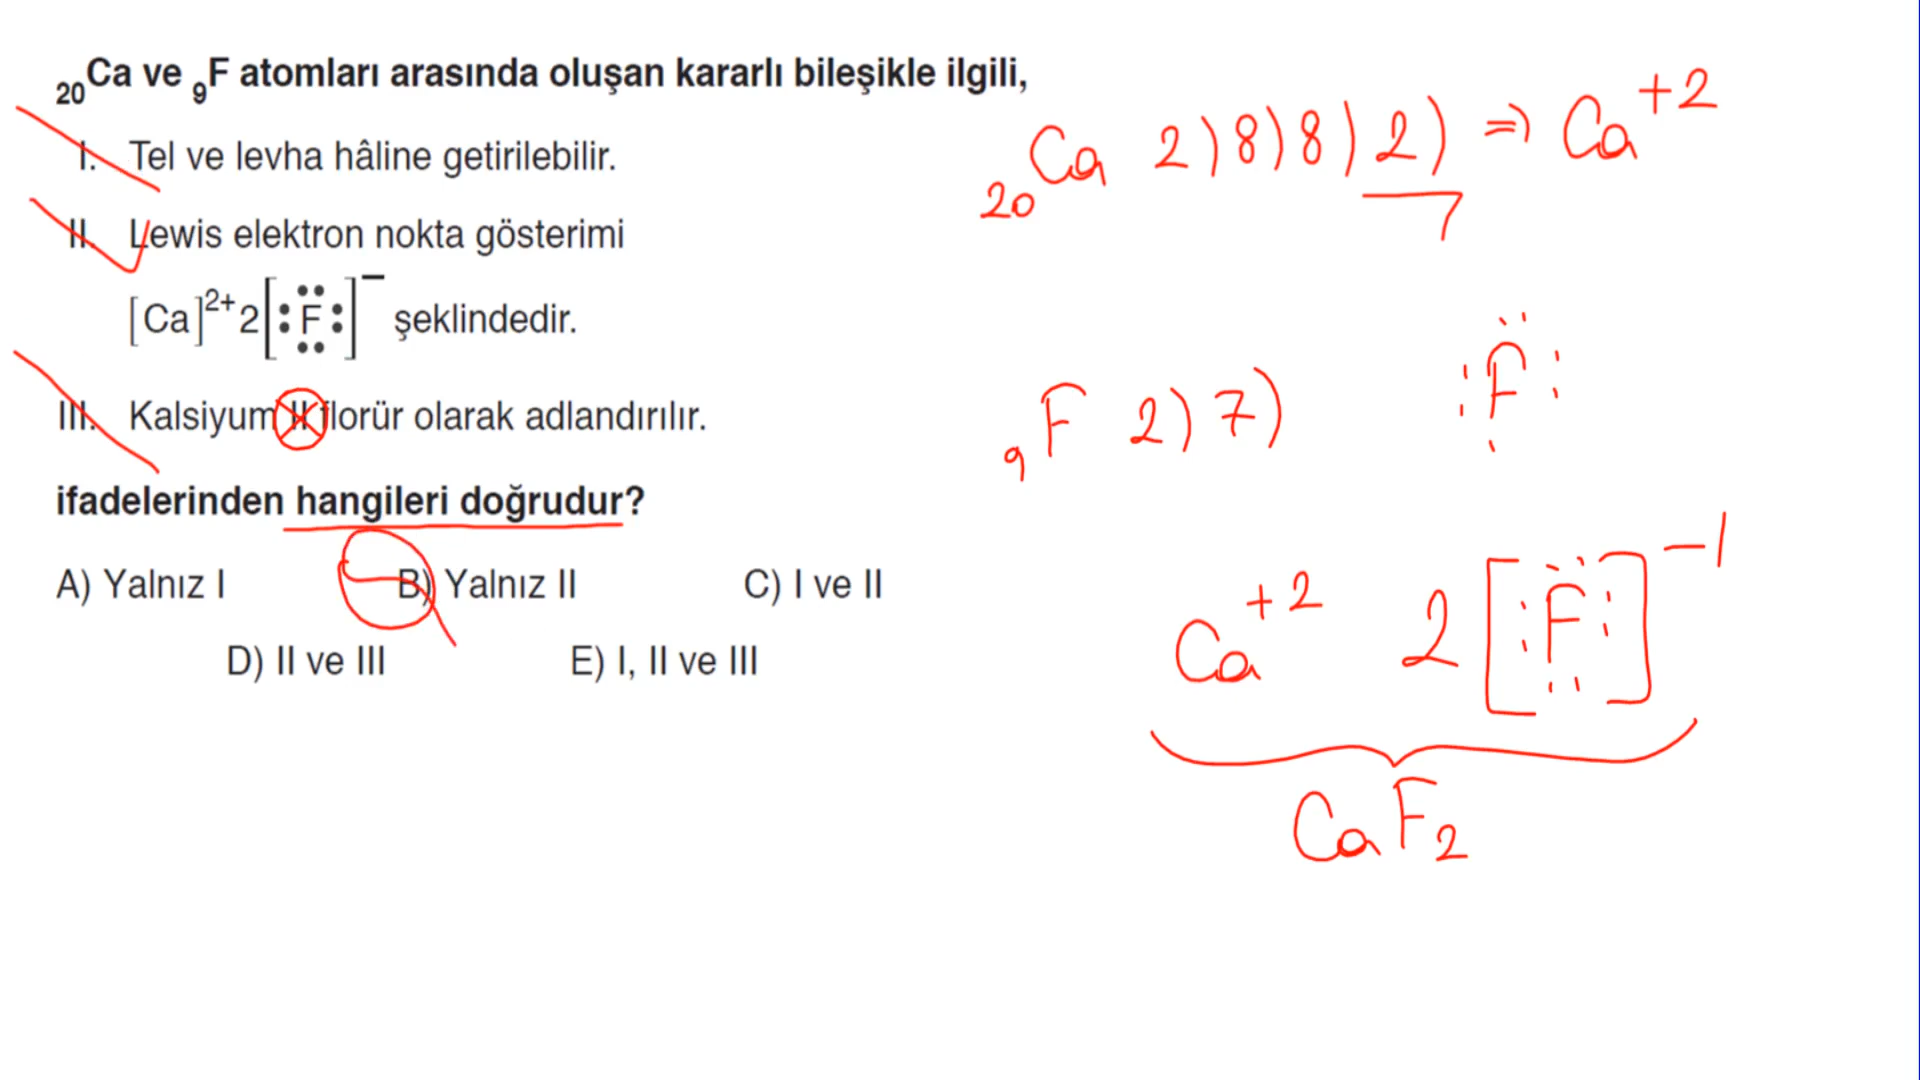 ₂₀Ca ve ₉F atomları arasında oluşan kararlı bileşikle ilgili,
I. Tel ve levha hâline getirilebilir.
II. Lewis elektron nokta gösterimi
[Ca]²⁺2[:F:]⁻ şeklindedir.
III. Kalsiyum II florür olarak adlandırılır.
ifadelerinden hangileri doğrudur?
A) Yalnız I B) Yalnız II C) I ve II
D) II ve III E) I, II ve III
₂₀Ca 2)8)8)2) ⇒ Ca⁺²
₉F 2)7) :F:
Ca⁺² 2[:F:]⁻¹
CaF₂